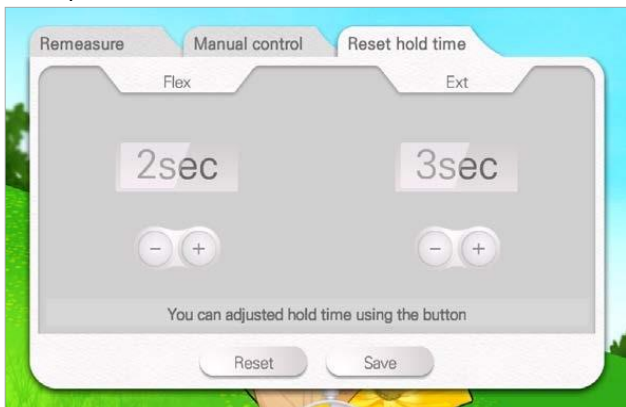 Remeasure Manual control Reset hold time
Flex Ext
2sec 3sec
- + - +
You can adjusted hold time using the button
Reset Save